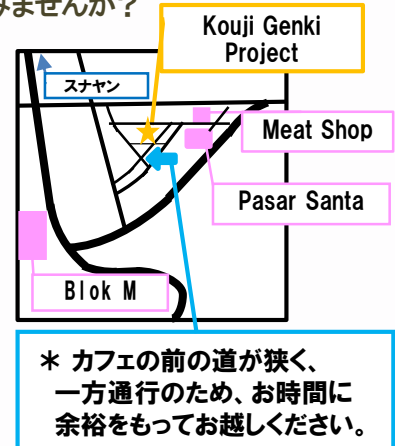 みませんか？
Kouji Genki
Project
スナヤン
Meat Shop
Pasar Santa
Blok M
＊ カフェの前の道が狭く、
一方通行のため、お時間に
余裕をもってお越しください。